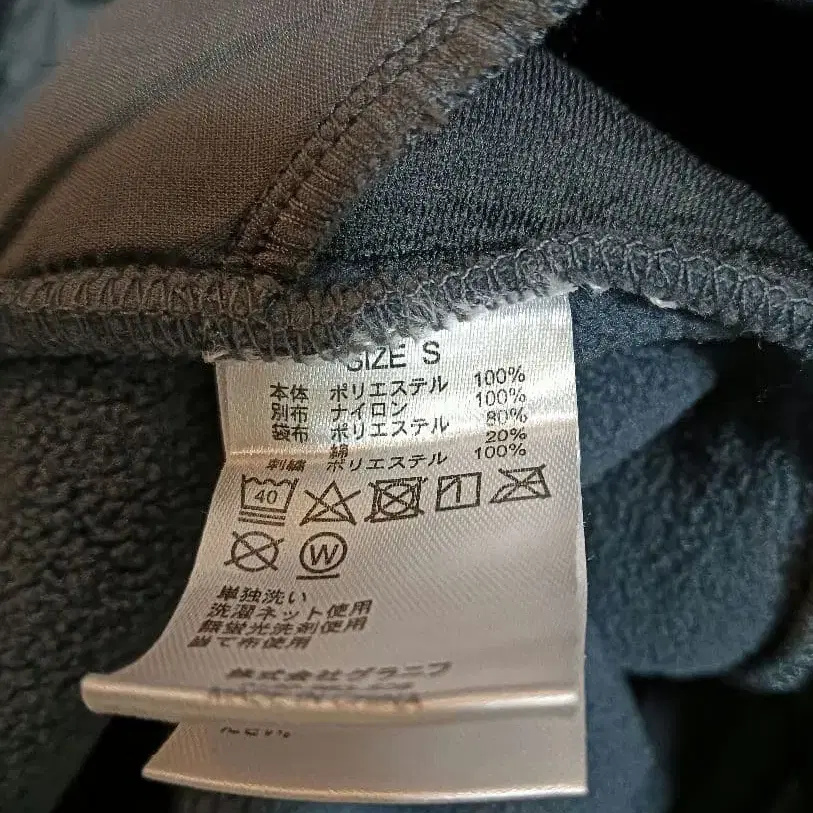 SIZE S
本体 ポリエステル 100%
別布 ナイロン 100%
袋布 ポリエステル 80%
綿 20%
刺繍 ポリエステル 100%
40
W
単独洗い
洗濯ネット使用
無蛍光洗剤使用
当て布使用
株式会社グラニフ